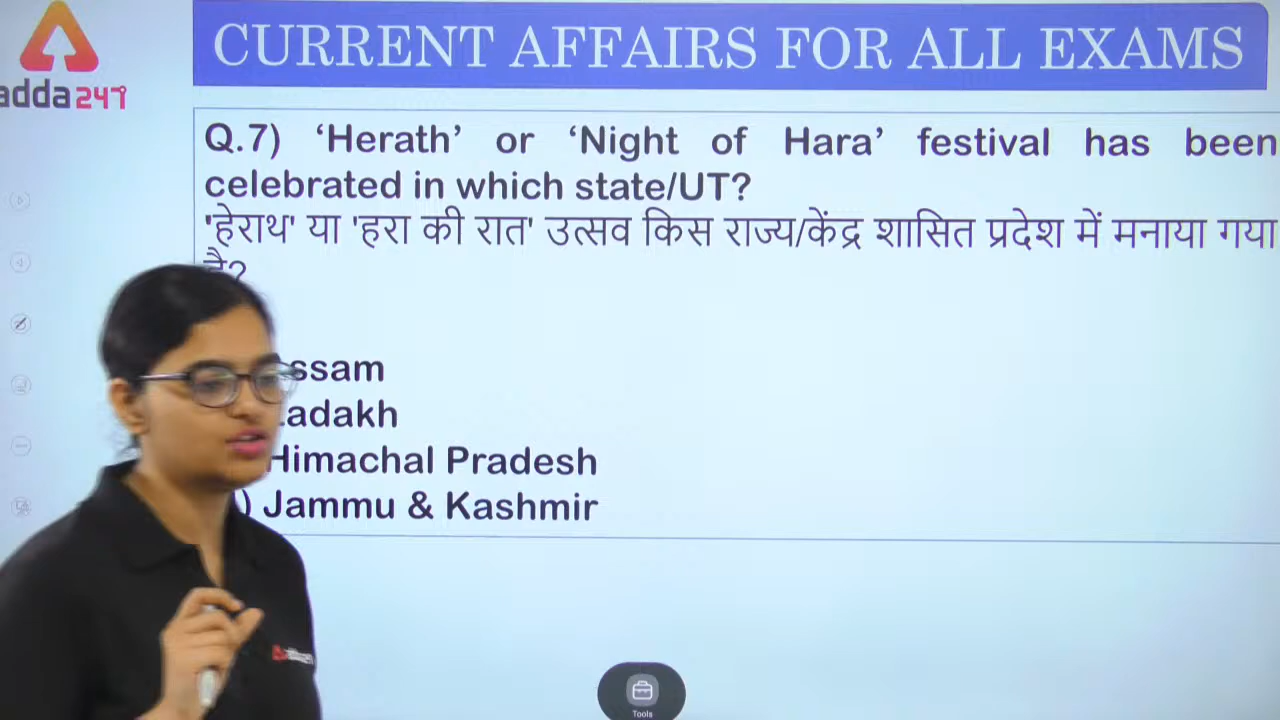 CURRENT AFFAIRS FOR ALL EXAMS
adda247
Q.7) ‘Herath’ or ‘Night of Hara’ festival has been
celebrated in which state/UT?
'हेराथ' या 'हरा की रात' उत्सव किस राज्य/केंद्र शासित प्रदेश में मनाया गया
है?
ssam
adakh
Himachal Pradesh
) Jammu & Kashmir
Tools